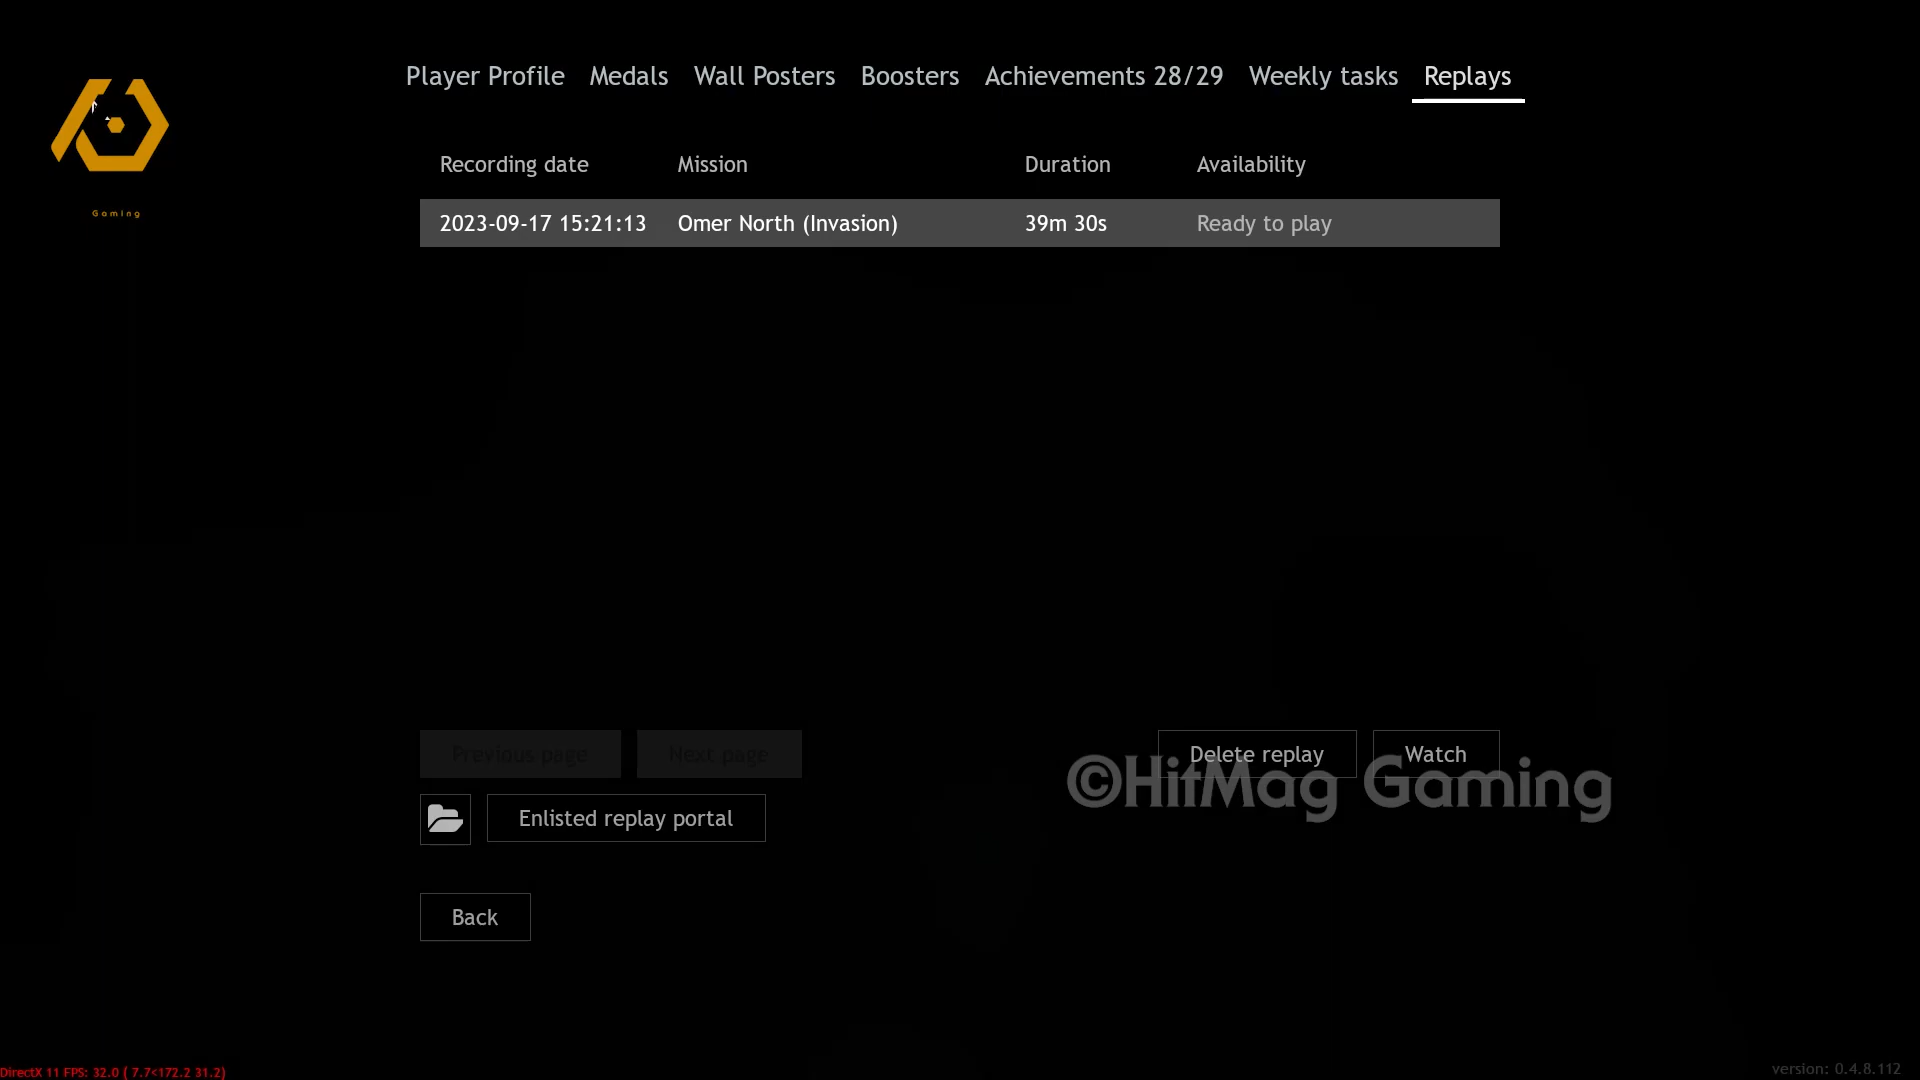 Player Profile Medals Wall Posters Boosters Achievements 28/29 Weekly tasks Replays
Recording date Mission Duration Availability
2023-09-17 15:21:13 Omer North (Invasion) 39m 30s Ready to play
Gaming
Previous page Next page Delete replay Watch
©HitMag Gaming
Enlisted replay portal
Back
DirectX 11 FPS: 32.0 ( 7.7<172.2 31.2)
version: 0.4.8.112